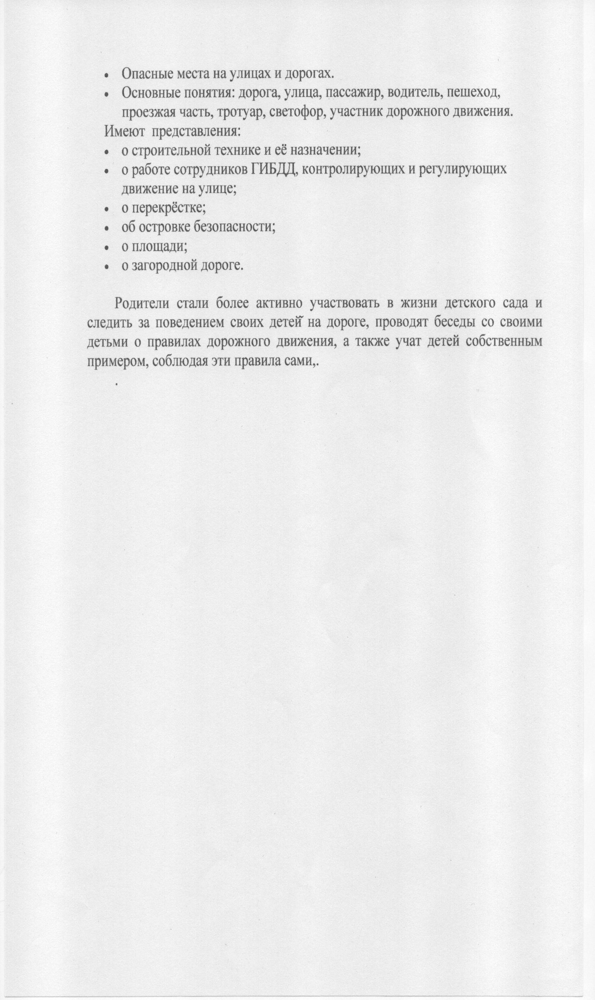 • Опасные места на улицах и дорогах.
• Основные понятия: дорога, улица, пассажир, водитель, пешеход,
проезжая часть, тротуар, светофор, участник дорожного движения.
Имеют представления:
• о строительной технике и её назначении;
• о работе сотрудников ГИБДД, контролирующих и регулирующих
движение на улице;
• о перекрёстке;
• об островке безопасности;
• о площади;
• о загородной дороге.
Родители стали более активно участвовать в жизни детского сада и
следить за поведением своих детей на дороге, проводят беседы со своими
детьми о правилах дорожного движения, а также учат детей собственным
примером, соблюдая эти правила сами,.
.